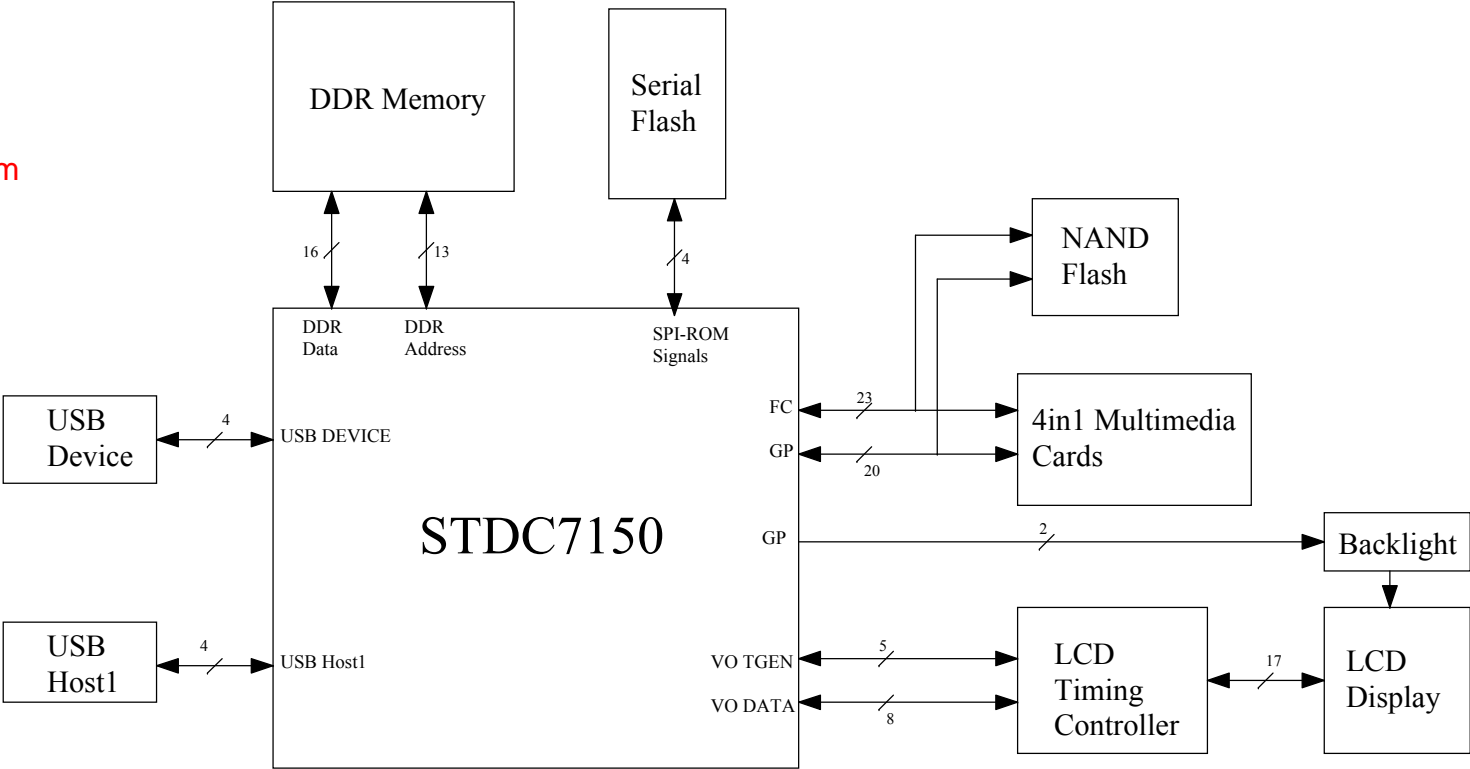 DDR Memory
Serial
Flash
m
16
13
4
NAND
Flash
DDR
Data
DDR
Address
SPI-ROM
Signals
FC
23
GP
20
4in1 Multimedia
Cards
USB
Device
4
USB DEVICE
STDC7150
GP
2
Backlight
USB
Host1
4
USB Host1
VO TGEN
5
VO DATA
8
LCD
Timing
Controller
17
LCD
Display